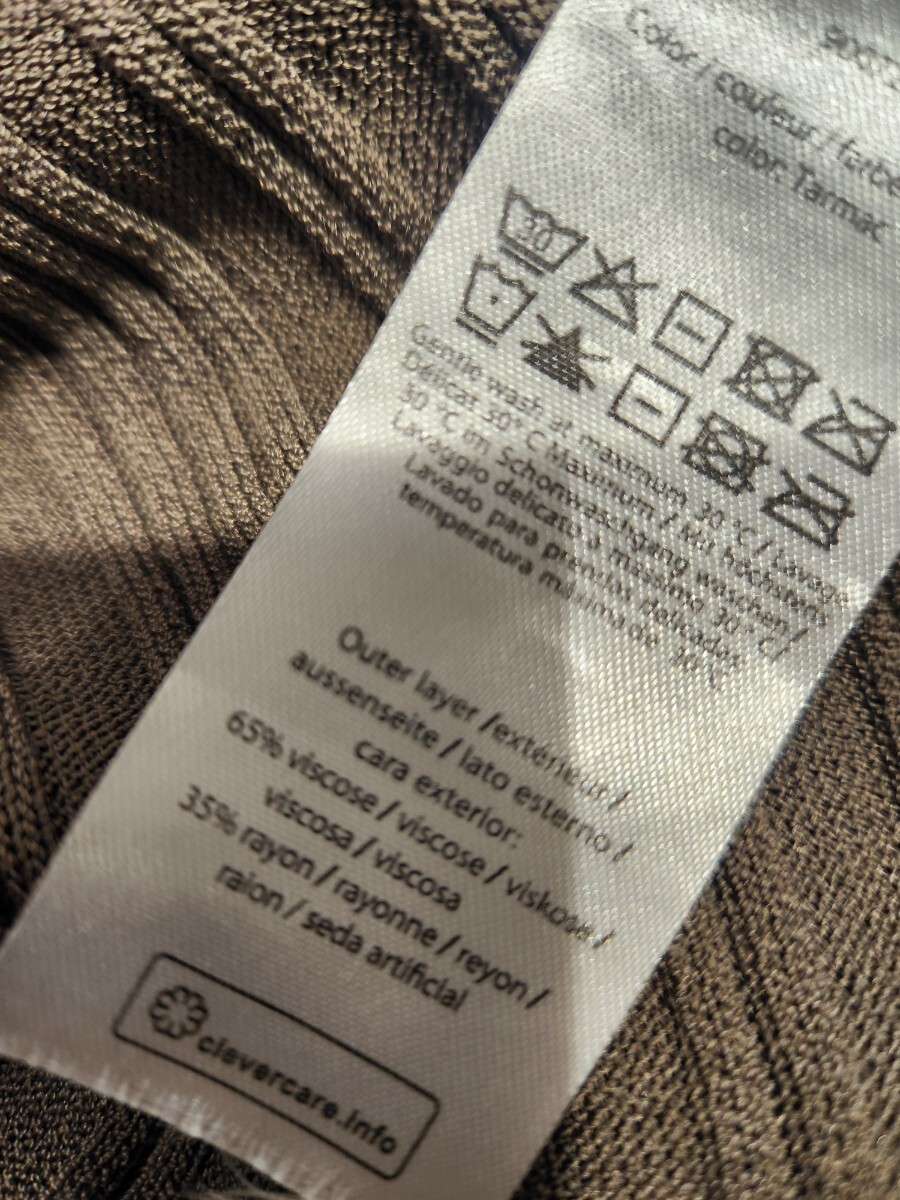 Color / couleur / farbe
color: Tarmac
30
Gentle wash at maximum 30 °C / Lavage
Délicat 30° C Maximum / Mit höchstens
30 °C im Schonwaschgang waschen /
Lavaggio delicato a massimo 30 °C /
Lavado para prendas delicadas
temperatura máxima de 30 °C
Outer layer / extérieur /
aussenseite / lato esterno /
cara exterior:
65% viscose / viscose / viskose /
viscosa / viscosa
35% rayon / rayonne / reyon /
raion / seda artificial
clevercare.info